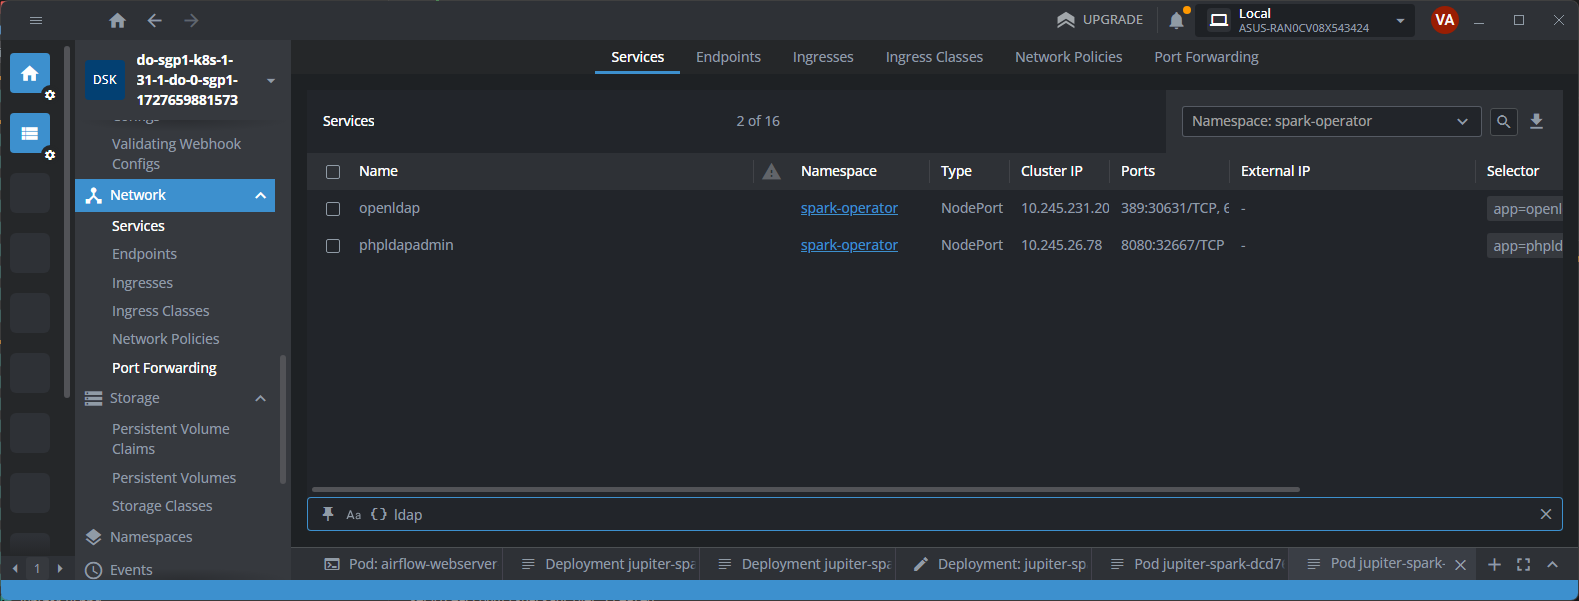 UPGRADE
Local
ASUS-RAN0CV08X543424
VA
DSK
do-sgp1-k8s-1-
31-1-do-0-sgp1-
1727659881573
Configs
Validating Webhook
Configs
Network
Services
Endpoints
Ingresses
Ingress Classes
Network Policies
Port Forwarding
Storage
Persistent Volume
Claims
Persistent Volumes
Storage Classes
Namespaces
Events
1
Services Endpoints Ingresses Ingress Classes Network Policies Port Forwarding
Services 2 of 16 Namespace: spark-operator
Name Namespace Type Cluster IP Ports External IP Selector
openldap spark-operator NodePort 10.245.231.20 389:30631/TCP, 6 - app=openl
phpldapadmin spark-operator NodePort 10.245.26.78 8080:32667/TCP - app=phpld
Aa {} ldap
Pod: airflow-webserver Deployment jupiter-spa Deployment jupiter-spa Deployment: jupiter-sp Pod jupiter-spark-dcd7 Pod jupiter-spark-